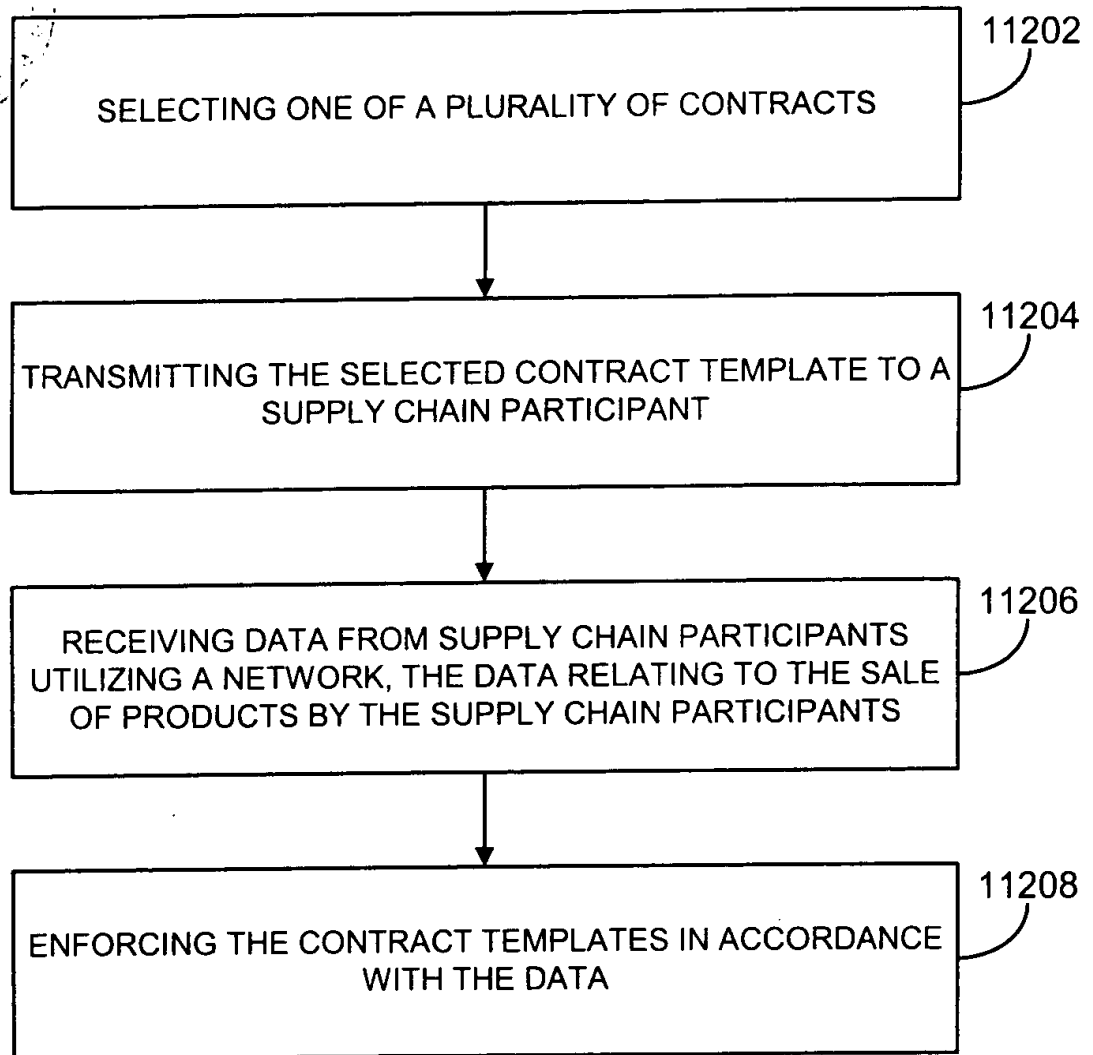 11202
SELECTING ONE OF A PLURALITY OF CONTRACTS
11204
TRANSMITTING THE SELECTED CONTRACT TEMPLATE TO A
SUPPLY CHAIN PARTICIPANT
11206
RECEIVING DATA FROM SUPPLY CHAIN PARTICIPANTS
UTILIZING A NETWORK, THE DATA RELATING TO THE SALE
OF PRODUCTS BY THE SUPPLY CHAIN PARTICIPANTS
11208
ENFORCING THE CONTRACT TEMPLATES IN ACCORDANCE
WITH THE DATA